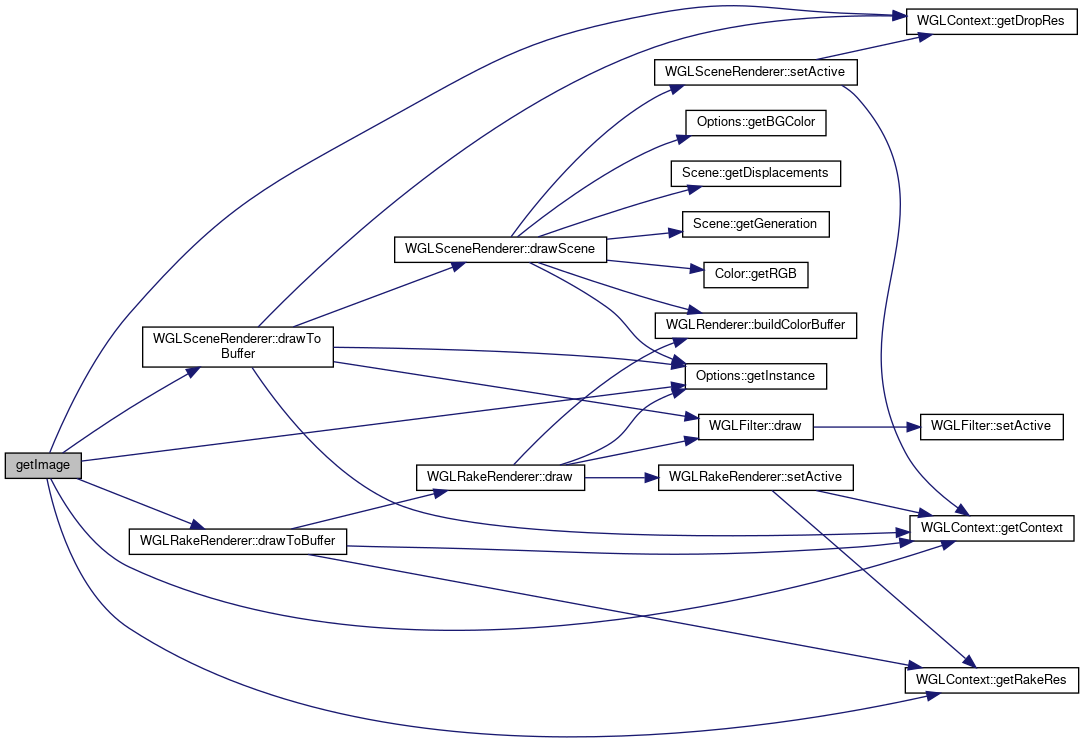 WGLContext::getDropRes
WGLSceneRenderer::setActive
Options::getBGColor
Scene::getDisplacements
Scene::getGeneration
WGLSceneRenderer::drawScene
Color::getRGB
WGLRenderer::buildColorBuffer
WGLSceneRenderer::drawTo
Buffer
Options::getInstance
WGLFilter::draw
WGLFilter::setActive
getImage
WGLRakeRenderer::draw
WGLRakeRenderer::setActive
WGLContext::getContext
WGLRakeRenderer::drawToBuffer
WGLContext::getRakeRes